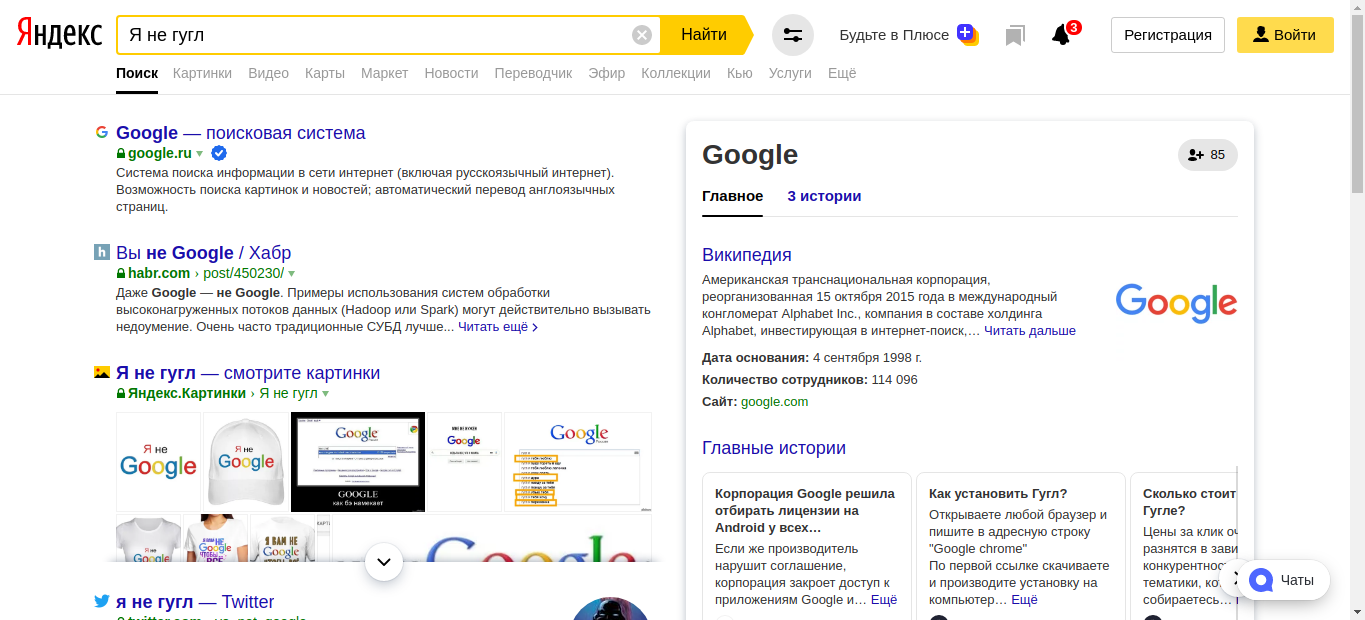 Яндекс
Я не гугл
Найти
Будьте в Плюсе
3
Регистрация
Войти
Поиск Картинки Видео Карты Маркет Новости Переводчик Эфир Коллекции Кью Услуги Ещё
Google — поисковая система
google.ru
Система поиска информации в сети интернет (включая русскоязычный интернет).
Возможность поиска картинок и новостей; автоматический перевод англоязычных
страниц.
h Вы не Google / Хабр
habr.com › post/450230/
Даже Google — не Google. Примеры использования систем обработки
высоконагруженных потоков данных (Hadoop или Spark) могут действительно вызывать
недоумение. Очень часто традиционные СУБД лучше... Читать ещё
Я не гугл — смотрите картинки
Яндекс.Картинки › Я не гугл
Я не
Google
Я не
Google
Google
GOOGLE
как бы намекает
Google
Google
Я не
Google
Я ВАМ НЕ
Google
я не гугл — Twitter
Google
85
Главное 3 истории
Википедия
Американская транснациональная корпорация,
реорганизованная 15 октября 2015 года в международный
конгломерат Alphabet Inc., компания в составе холдинга
Alphabet, инвестирующая в интернет-поиск,… Читать дальше
Google
Дата основания: 4 сентября 1998 г.
Количество сотрудников: 114 096
Сайт: google.com
Главные истории
Корпорация Google решила
отбирать лицензии на
Android у всех…
Если же производитель
нарушит соглашение,
корпорация закроет доступ к
приложениям Google и… Ещё
Как установить Гугл?
Открываете любой браузер и
пишите в адресную строку
"Google chrome"
По первой ссылке скачиваете
и производите установку на
компьютер… Ещё
Сколько стоит
Гугле?
Цены за клик
разнятся в
тематики,
собираетесь…
Чаты